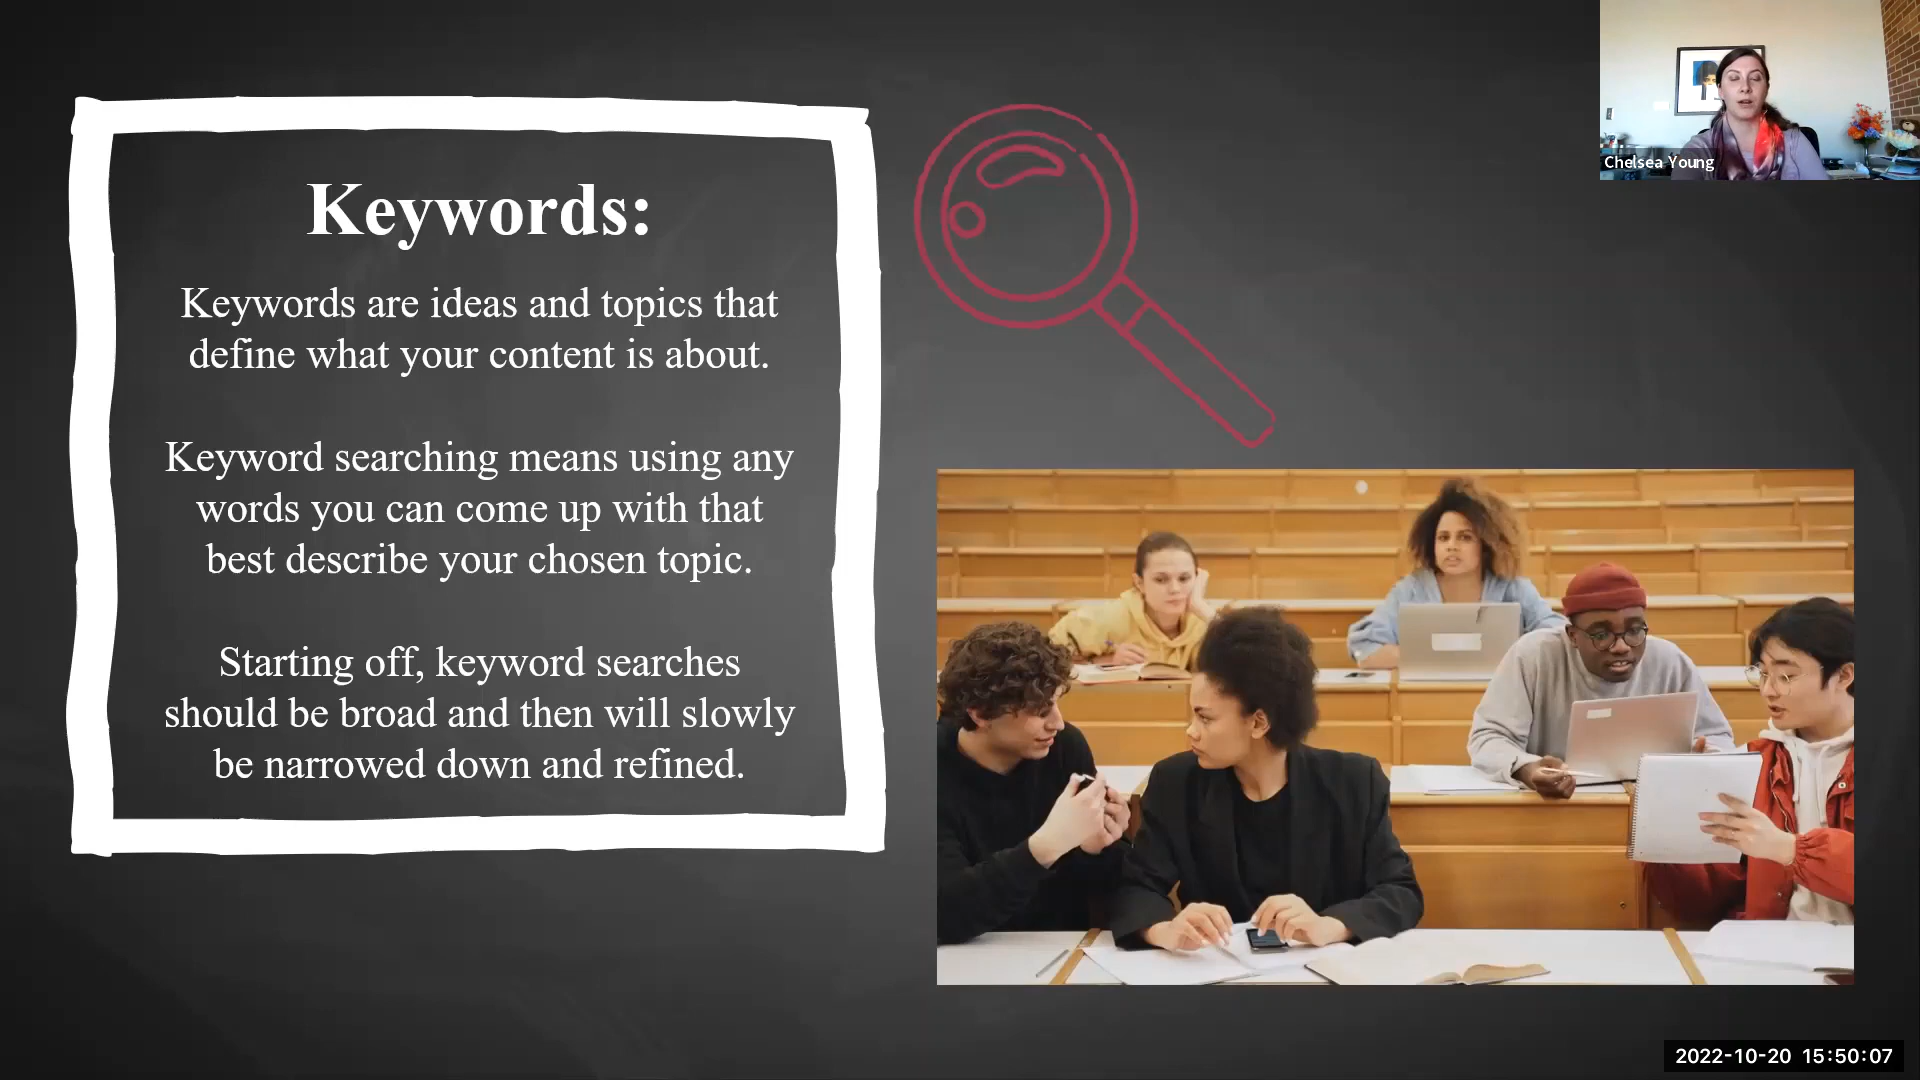 Keywords:
Keywords are ideas and topics that
define what your content is about.
Keyword searching means using any
words you can come up with that
best describe your chosen topic.
Starting off, keyword searches
should be broad and then will slowly
be narrowed down and refined.
Chelsea Young
2022-10-20 15:50:07